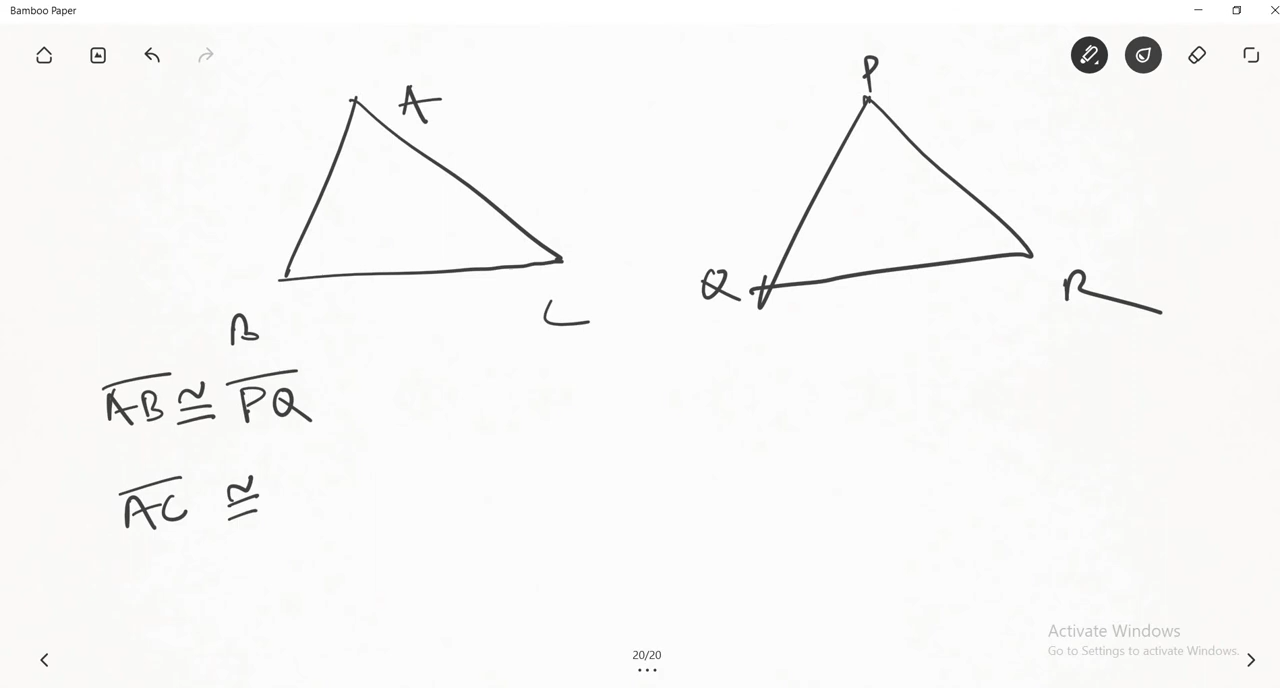 Bamboo Paper
A
P
B
C
Q
R
AB ≅ PQ
AC ≅
20/20
Activate Windows
Go to Settings to activate Windows.